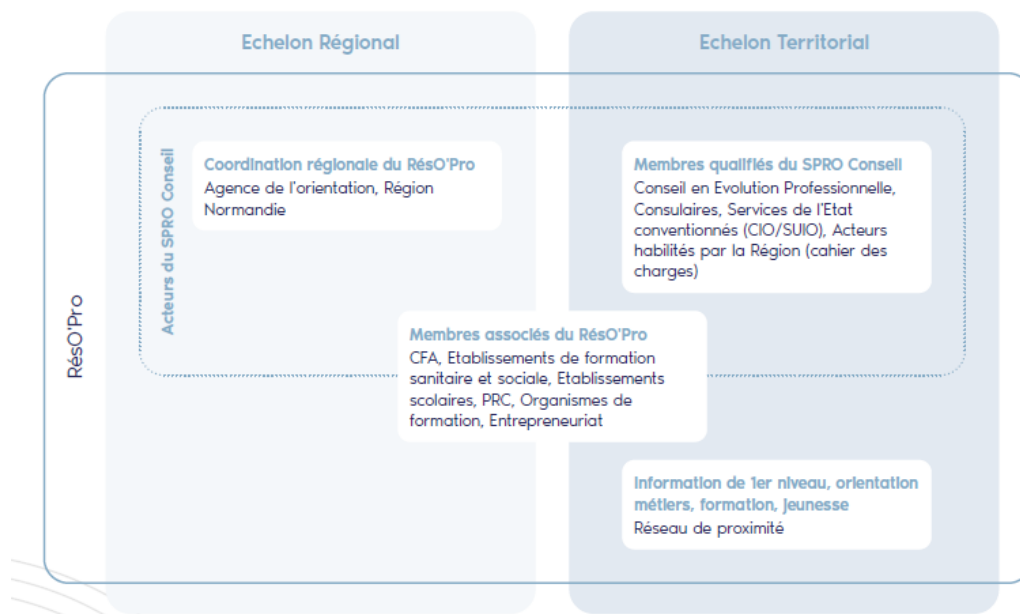 Echelon Régional
Echelon Territorial
RésO'Pro
Acteurs du SPRO Conseil
Coordination régionale du RésO'Pro
Agence de l'orientation, Région
Normandie
Membres qualifiés du SPRO Conseil
Conseil en Evolution Professionnelle,
Consulaires, Services de l'Etat
conventionnés (CIO/SUIO), Acteurs
habilités par la Région (cahier des
charges)
Membres associés du RésO'Pro
CFA, Etablissements de formation
sanitaire et sociale, Etablissements
scolaires, PRC, Organismes de
formation, Entrepreneuriat
Information de 1er niveau, orientation
métiers, formation, jeunesse
Réseau de proximité